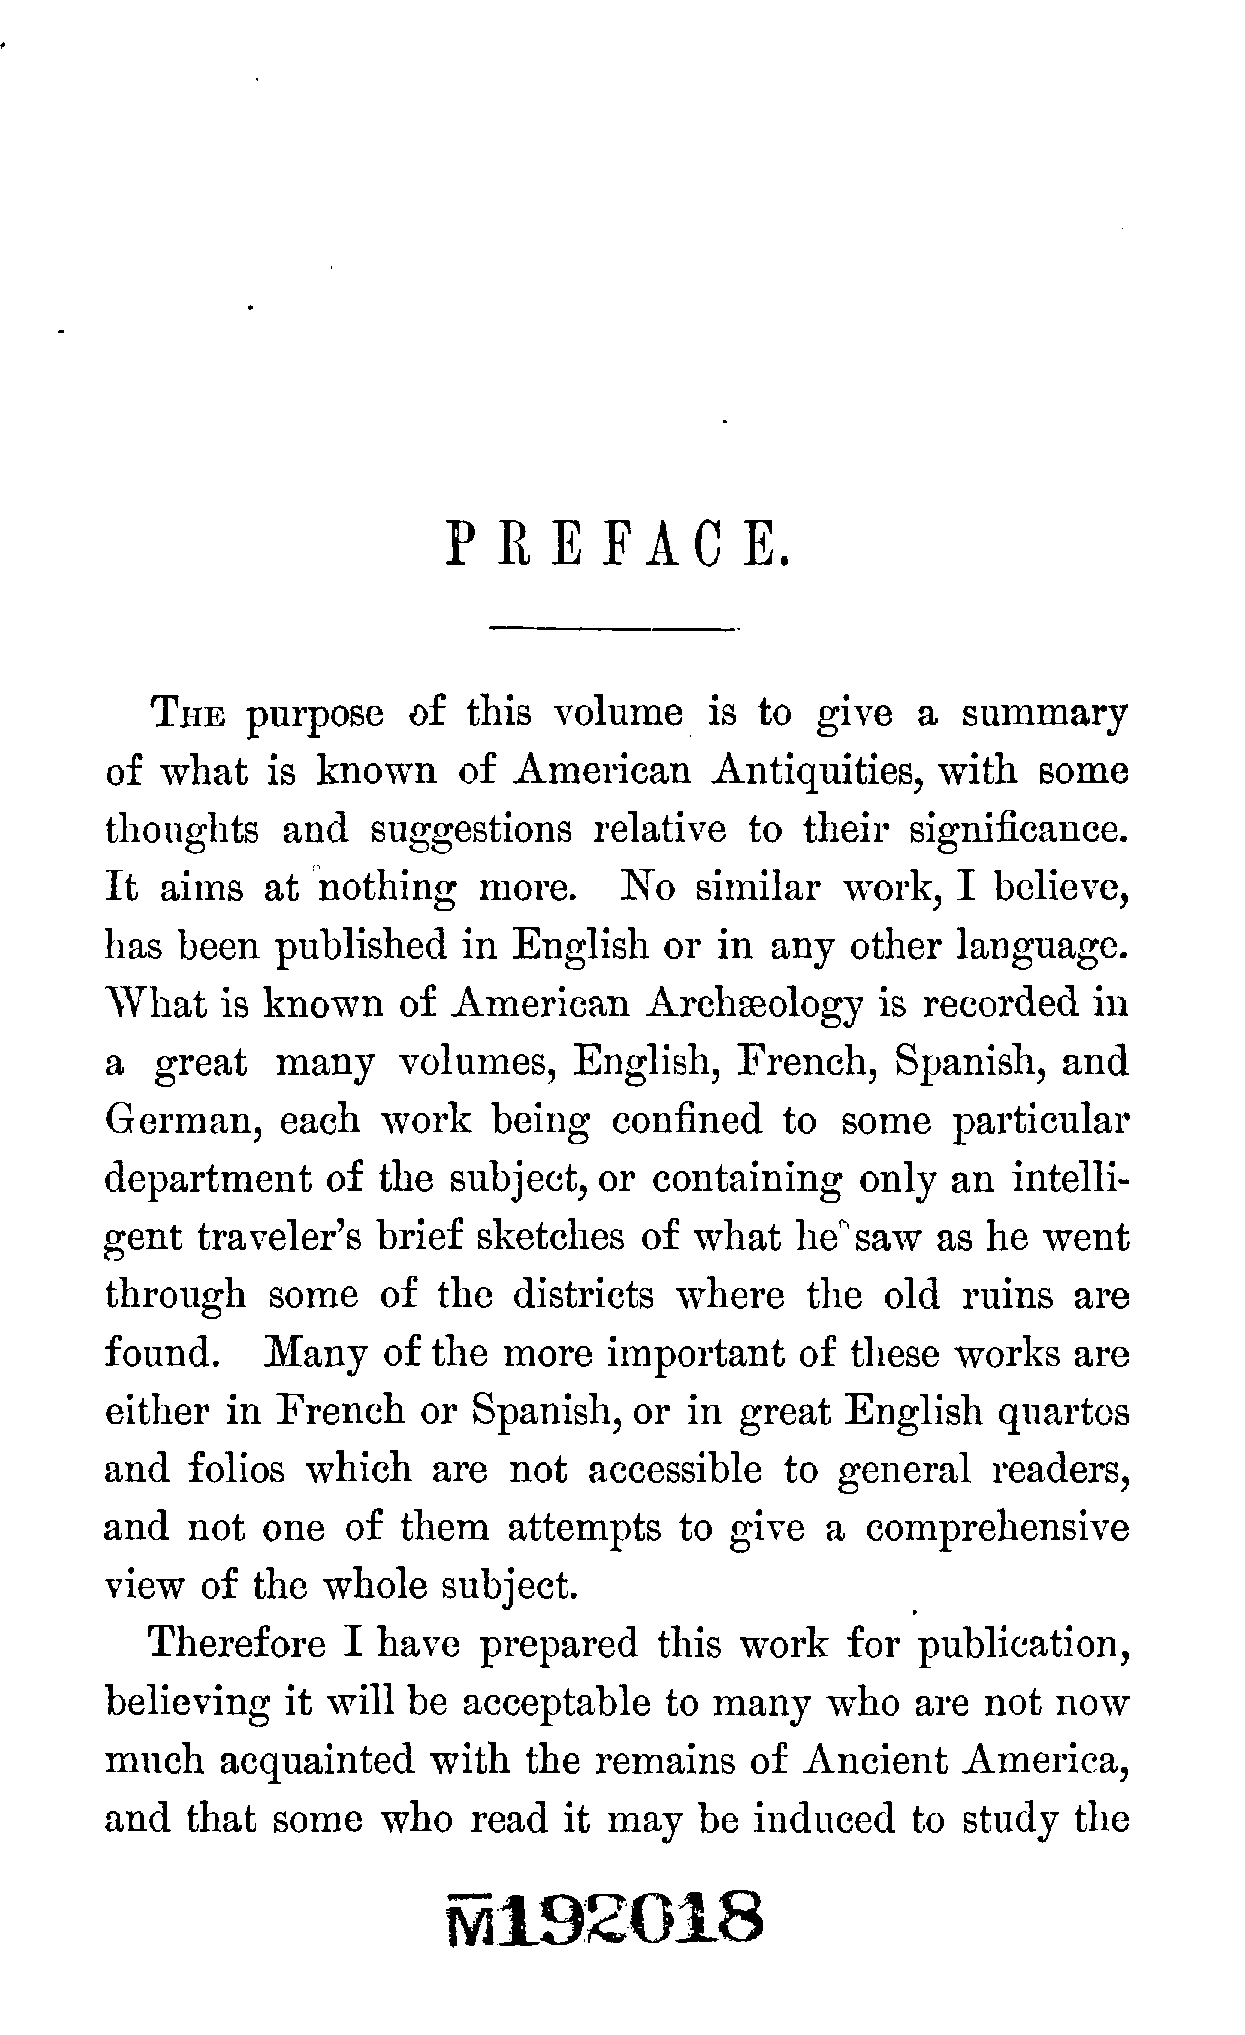 PREFACE.
THE purpose of this volume is to give a summary
of what is known of American Antiquities, with some
thoughts and suggestions relative to their significance.
It aims at nothing more. No similar work, I believe,
has been published in English or in any other language.
What is known of American Archæology is recorded in
a great many volumes, English, French, Spanish, and
German, each work being confined to some particular
department of the subject, or containing only an intelli-
gent traveler's brief sketches of what he saw as he went
through some of the districts where the old ruins are
found. Many of the more important of these works are
either in French or Spanish, or in great English quartos
and folios which are not accessible to general readers,
and not one of them attempts to give a comprehensive
view of the whole subject.
Therefore I have prepared this work for publication,
believing it will be acceptable to many who are not now
much acquainted with the remains of Ancient America,
and that some who read it may be induced to study the
M192018